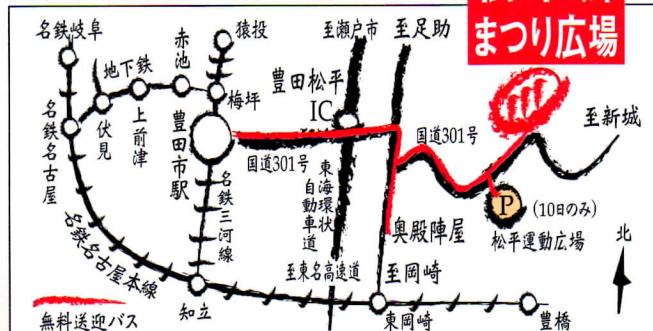 まつり広場
名鉄岐阜
地下鉄
赤池
猿投
至瀬戸市
至足助
豊田松平
IC
梅坪
伏見
上前津
名鉄名古屋
豊田市駅
国道301号
国道301号
至新城
東海環状
自動車道
名鉄三河線
P
(10日のみ)
松平運動広場
奥殿陣屋
北
名鉄名古屋本線
至東名高速道
至岡崎
知立
東岡崎
豊橋
無料送迎バス